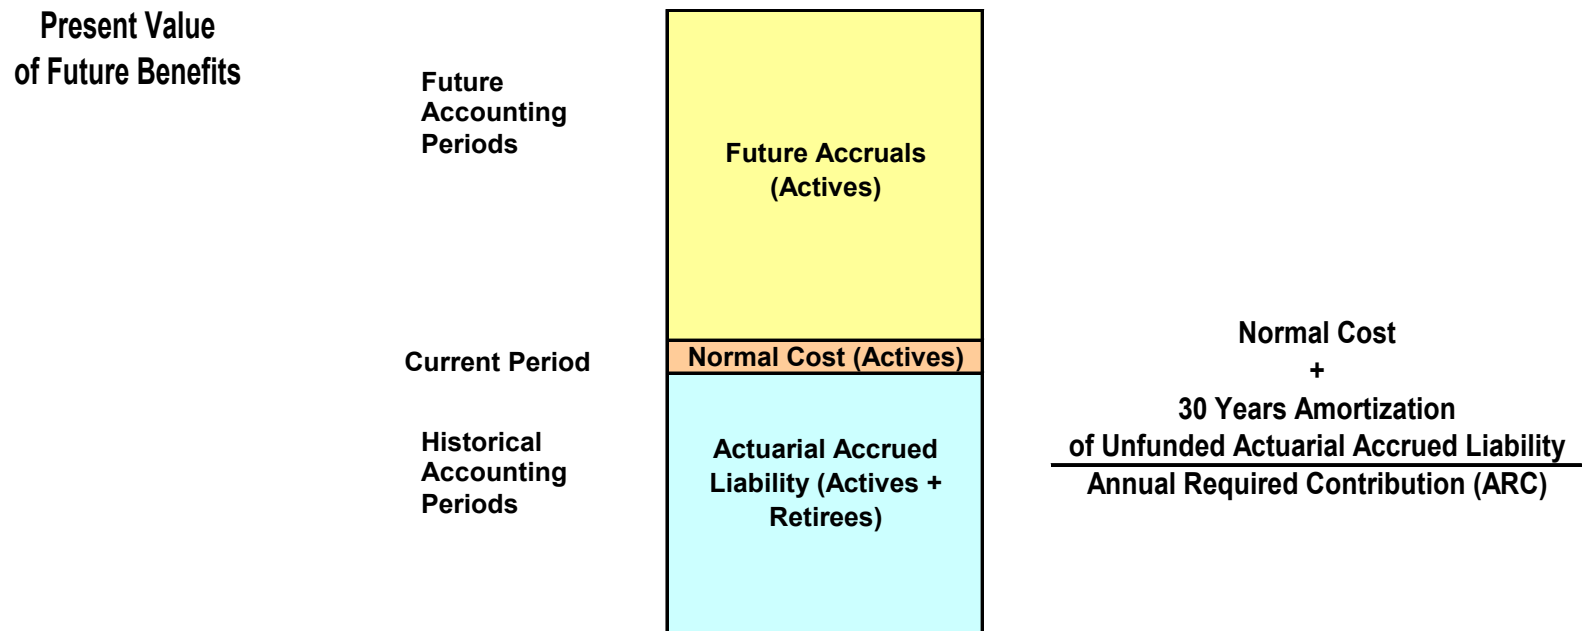 Present Value
of Future Benefits
Future
Accounting
Periods
Future Accruals
(Actives)
Current Period
Normal Cost (Actives)
Historical
Accounting
Periods
Actuarial Accrued
Liability (Actives +
Retirees)
Normal Cost
+
30 Years Amortization
of Unfunded Actuarial Accrued Liability
Annual Required Contribution (ARC)